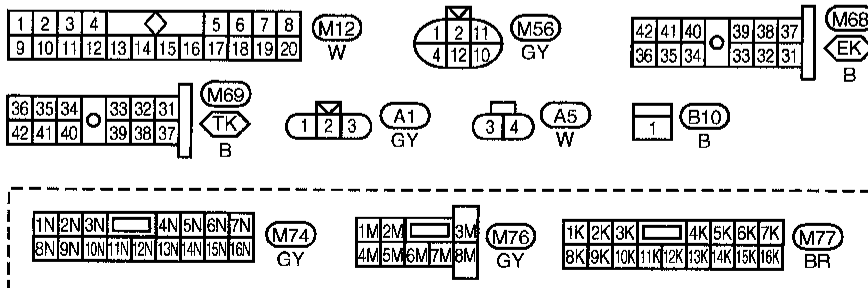 1 2 3 4 5 6 7 8
9 10 11 12 13 14 15 16 17 18 19 20
M12
W
1 2 11
4 12 10
M56
GY
42 41 40 39 38 37
36 35 34 33 32 31
M68
EK
B
36 35 34 33 32 31
42 41 40 39 38 37
M69
TK
B
1 2 3
A1
GY
3 4
A5
W
1
B10
B
1N 2N 3N 4N 5N 6N 7N
8N 9N 10N 11N 12N 13N 14N 15N 16N
M74
GY
1M 2M 3M
4M 5M 6M 7M 8M
M76
GY
1K 2K 3K 4K 5K 6K 7K
8K 9K 10K 11K 12K 13K 14K 15K 16K
M77
BR